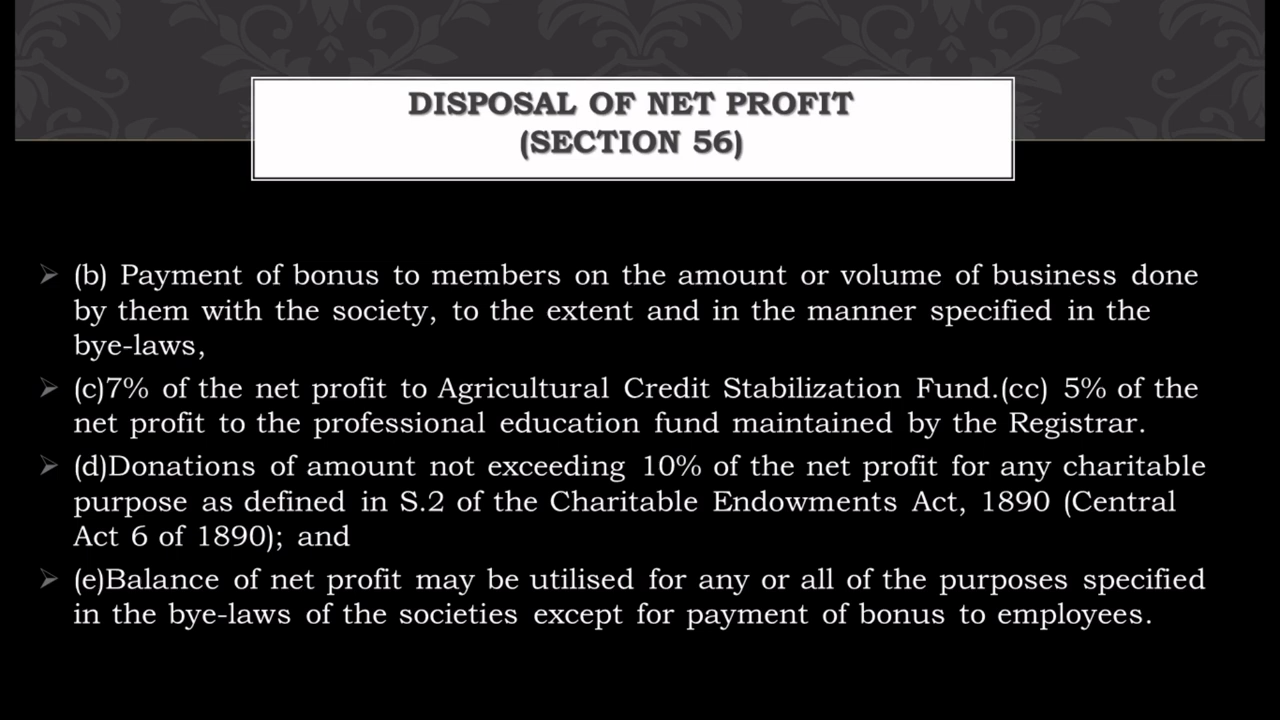 DISPOSAL OF NET PROFIT
(SECTION 56)
(b) Payment of bonus to members on the amount or volume of business done
by them with the society, to the extent and in the manner specified in the
bye-laws,
(c)7% of the net profit to Agricultural Credit Stabilization Fund.(cc) 5% of the
net profit to the professional education fund maintained by the Registrar.
(d)Donations of amount not exceeding 10% of the net profit for any charitable
purpose as defined in S.2 of the Charitable Endowments Act, 1890 (Central
Act 6 of 1890); and
(e)Balance of net profit may be utilised for any or all of the purposes specified
in the bye-laws of the societies except for payment of bonus to employees.